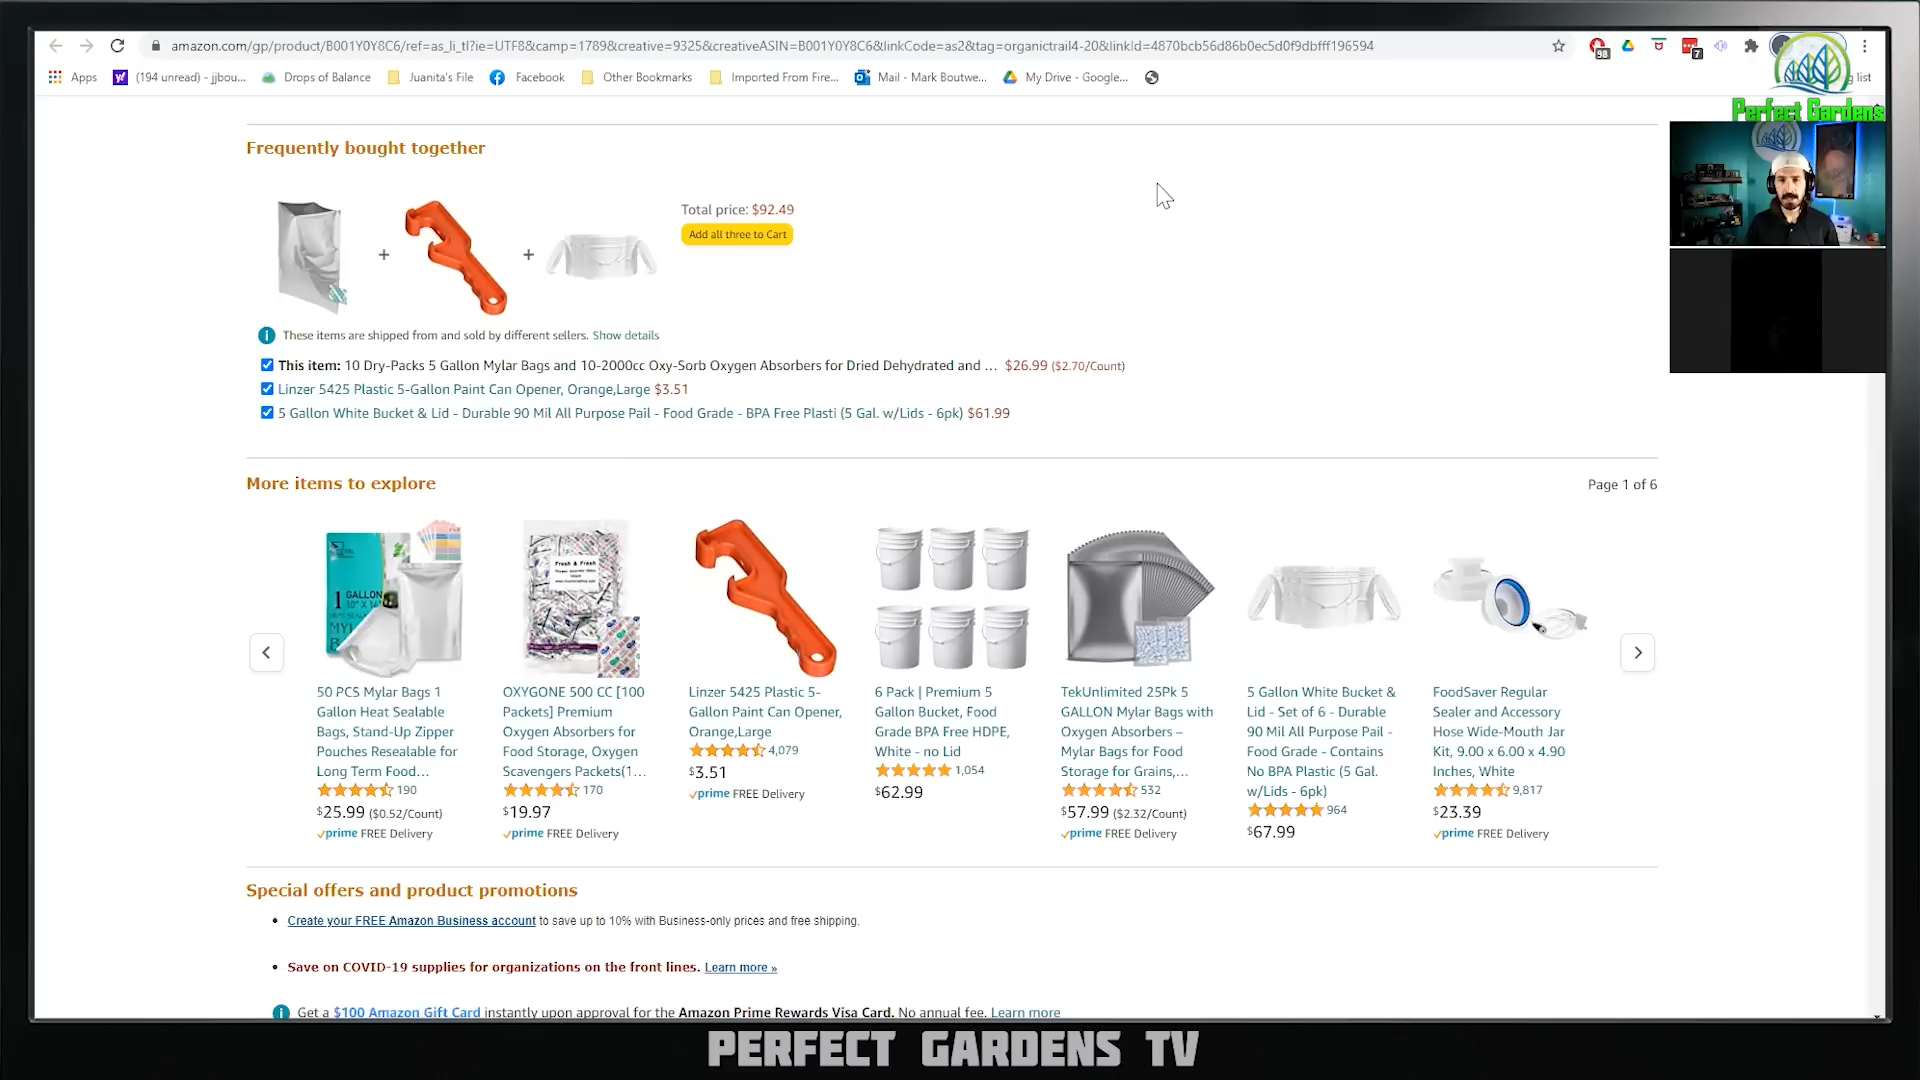 amazon.com/gp/product/B001Y0Y8C6/ref=as_li_tl?ie=UTF8&camp=1789&creative=9325&creativeASIN=B001Y0Y8C6&linkCode=as2&tag=organictrail4-20&linkId=4870bcb56d86b0ec5d0f9dbfff196594
98
7
Apps
(194 unread) - jjbou...
Drops of Balance
Juanita's File
Facebook
Other Bookmarks
Imported From Fire...
Mail - Mark Boutwe...
My Drive - Google...
list
Perfect Gardens
Frequently bought together
+
+
Total price: $92.49
Add all three to Cart
These items are shipped from and sold by different sellers. Show details
This item: 10 Dry-Packs 5 Gallon Mylar Bags and 10-2000cc Oxy-Sorb Oxygen Absorbers for Dried Dehydrated and ... $26.99 ($2.70/Count)
Linzer 5425 Plastic 5-Gallon Paint Can Opener, Orange,Large $3.51
5 Gallon White Bucket & Lid - Durable 90 Mil All Purpose Pail - Food Grade - BPA Free Plasti (5 Gal. w/Lids - 6pk) $61.99
More items to explore
Page 1 of 6
1 GALLON
10" X 14"
Fresh & Fresh
50 PCS Mylar Bags 1
Gallon Heat Sealable
Bags, Stand-Up Zipper
Pouches Resealable for
Long Term Food...
190
$25.99 ($0.52/Count)
prime FREE Delivery
OXYGONE 500 CC [100
Packets] Premium
Oxygen Absorbers for
Food Storage, Oxygen
Scavengers Packets(1...
170
$19.97
prime FREE Delivery
Linzer 5425 Plastic 5-
Gallon Paint Can Opener,
Orange,Large
4,079
$3.51
prime FREE Delivery
6 Pack | Premium 5
Gallon Bucket, Food
Grade BPA Free HDPE,
White - no Lid
1,054
$62.99
TekUnlimited 25Pk 5
GALLON Mylar Bags with
Oxygen Absorbers –
Mylar Bags for Food
Storage for Grains,...
532
$57.99 ($2.32/Count)
prime FREE Delivery
5 Gallon White Bucket &
Lid - Set of 6 - Durable
90 Mil All Purpose Pail -
Food Grade - Contains
No BPA Plastic (5 Gal.
w/Lids - 6pk)
964
$67.99
FoodSaver Regular
Sealer and Accessory
Hose Wide-Mouth Jar
Kit, 9.00 x 6.00 x 4.90
Inches, White
9,817
$23.39
prime FREE Delivery
Special offers and product promotions
• Create your FREE Amazon Business account to save up to 10% with Business-only prices and free shipping.
• Save on COVID-19 supplies for organizations on the front lines. Learn more »
Get a $100 Amazon Gift Card instantly upon approval for the Amazon Prime Rewards Visa Card. No annual fee. Learn more
PERFECT GARDENS TV